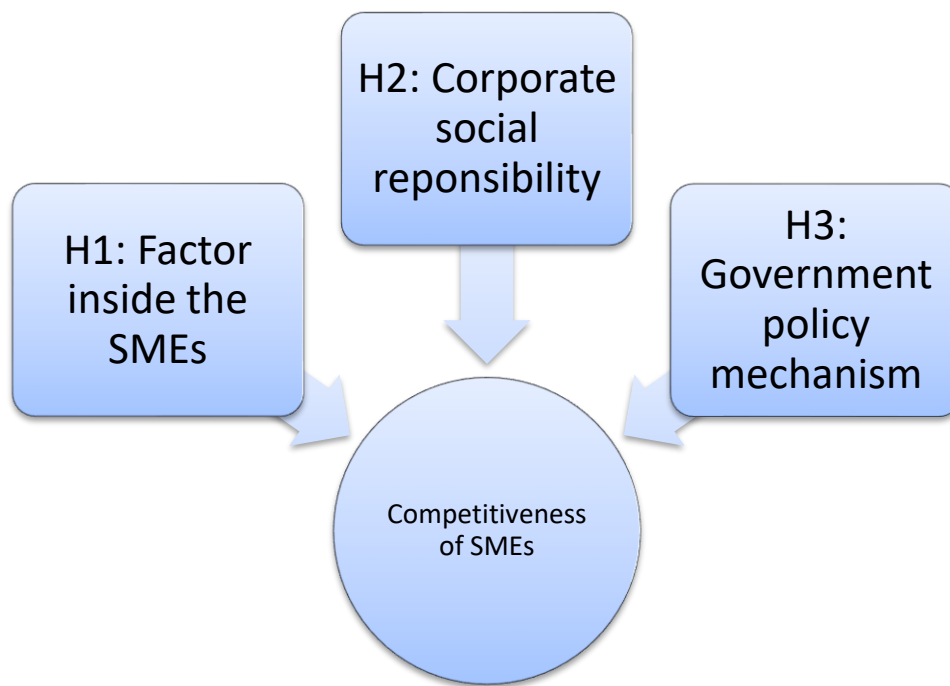 H2: Corporate
social
reponsibility
H1: Factor
inside the
SMEs
H3:
Government
policy
mechanism
Competitiveness
of SMEs